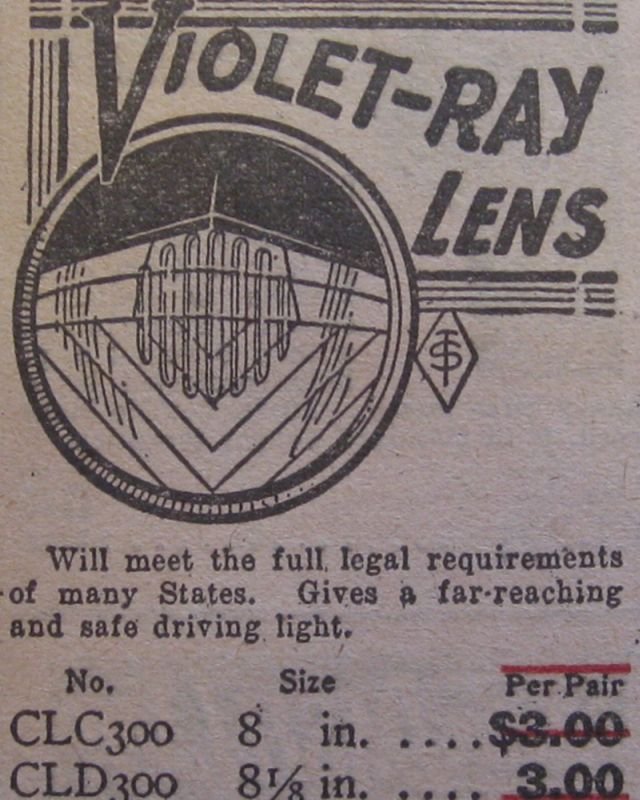 VIOLET-RAY
LENS
Will meet the full legal requirements
of many States. Gives a far-reaching
and safe driving light.
No. Size Per Pair
CLC300 8 in. ....$3.00
CLD300 8⅛ in. .... 3.00